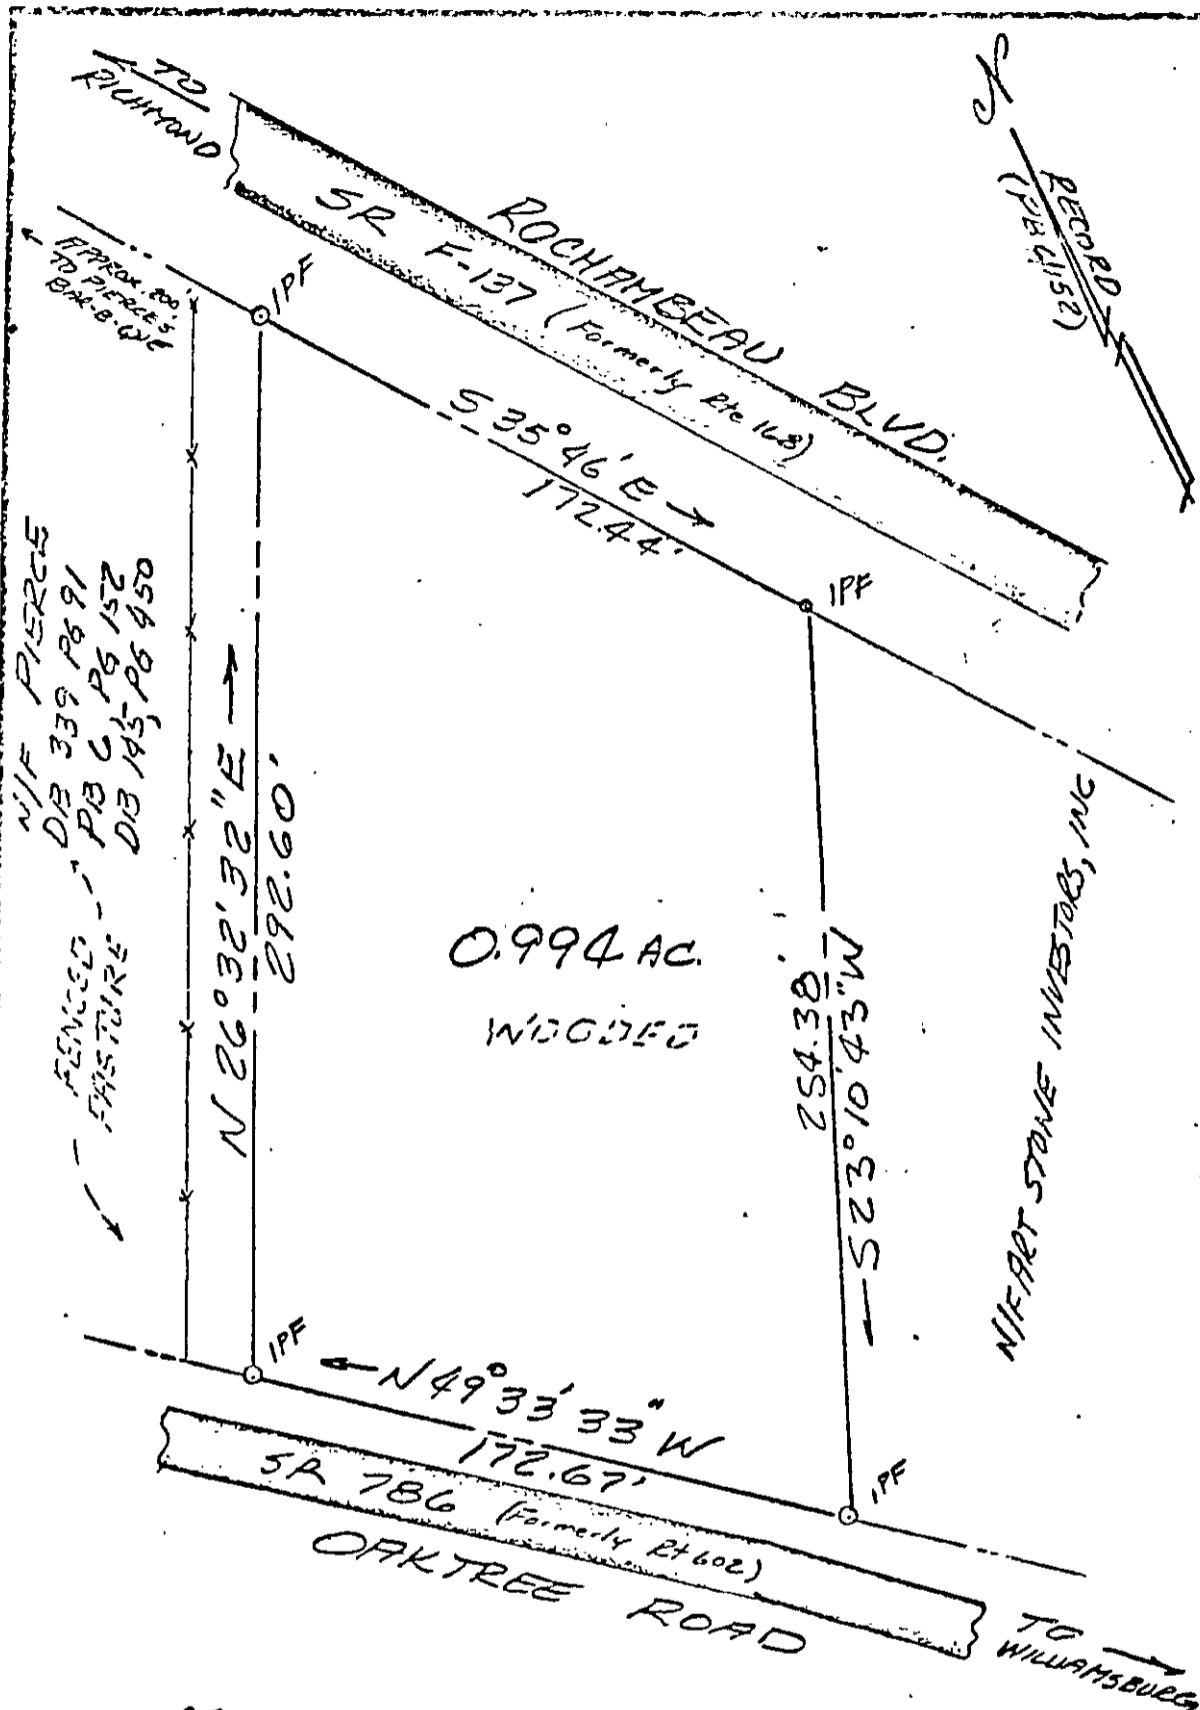 TO
RICHMOND
N
RECORD
(PB 6/152)
SR F-137 (Formerly Rte 168)
ROCHAMBEAU BLVD.
APPROX. 200'
TO PIERCE'S
BAR-B-QUE
IPF
S 35° 46' E →
172.44'
IPF
N/F PIERCE
DB 339 PG 91
PB 6, PG 152
DB 145, PG 450
FENCED
PASTURE
N 26° 32' 32" E →
292.60'
0.994 AC.
WOODED
254.38'
← S 23° 10' 43" W
N/F ART STONE INVESTORS, INC
IPF
← N 49° 33' 33" W
172.67'
IPF
SR 786 (Formerly Rt 602)
OAKTREE ROAD
TO
WILLIAMSBURG